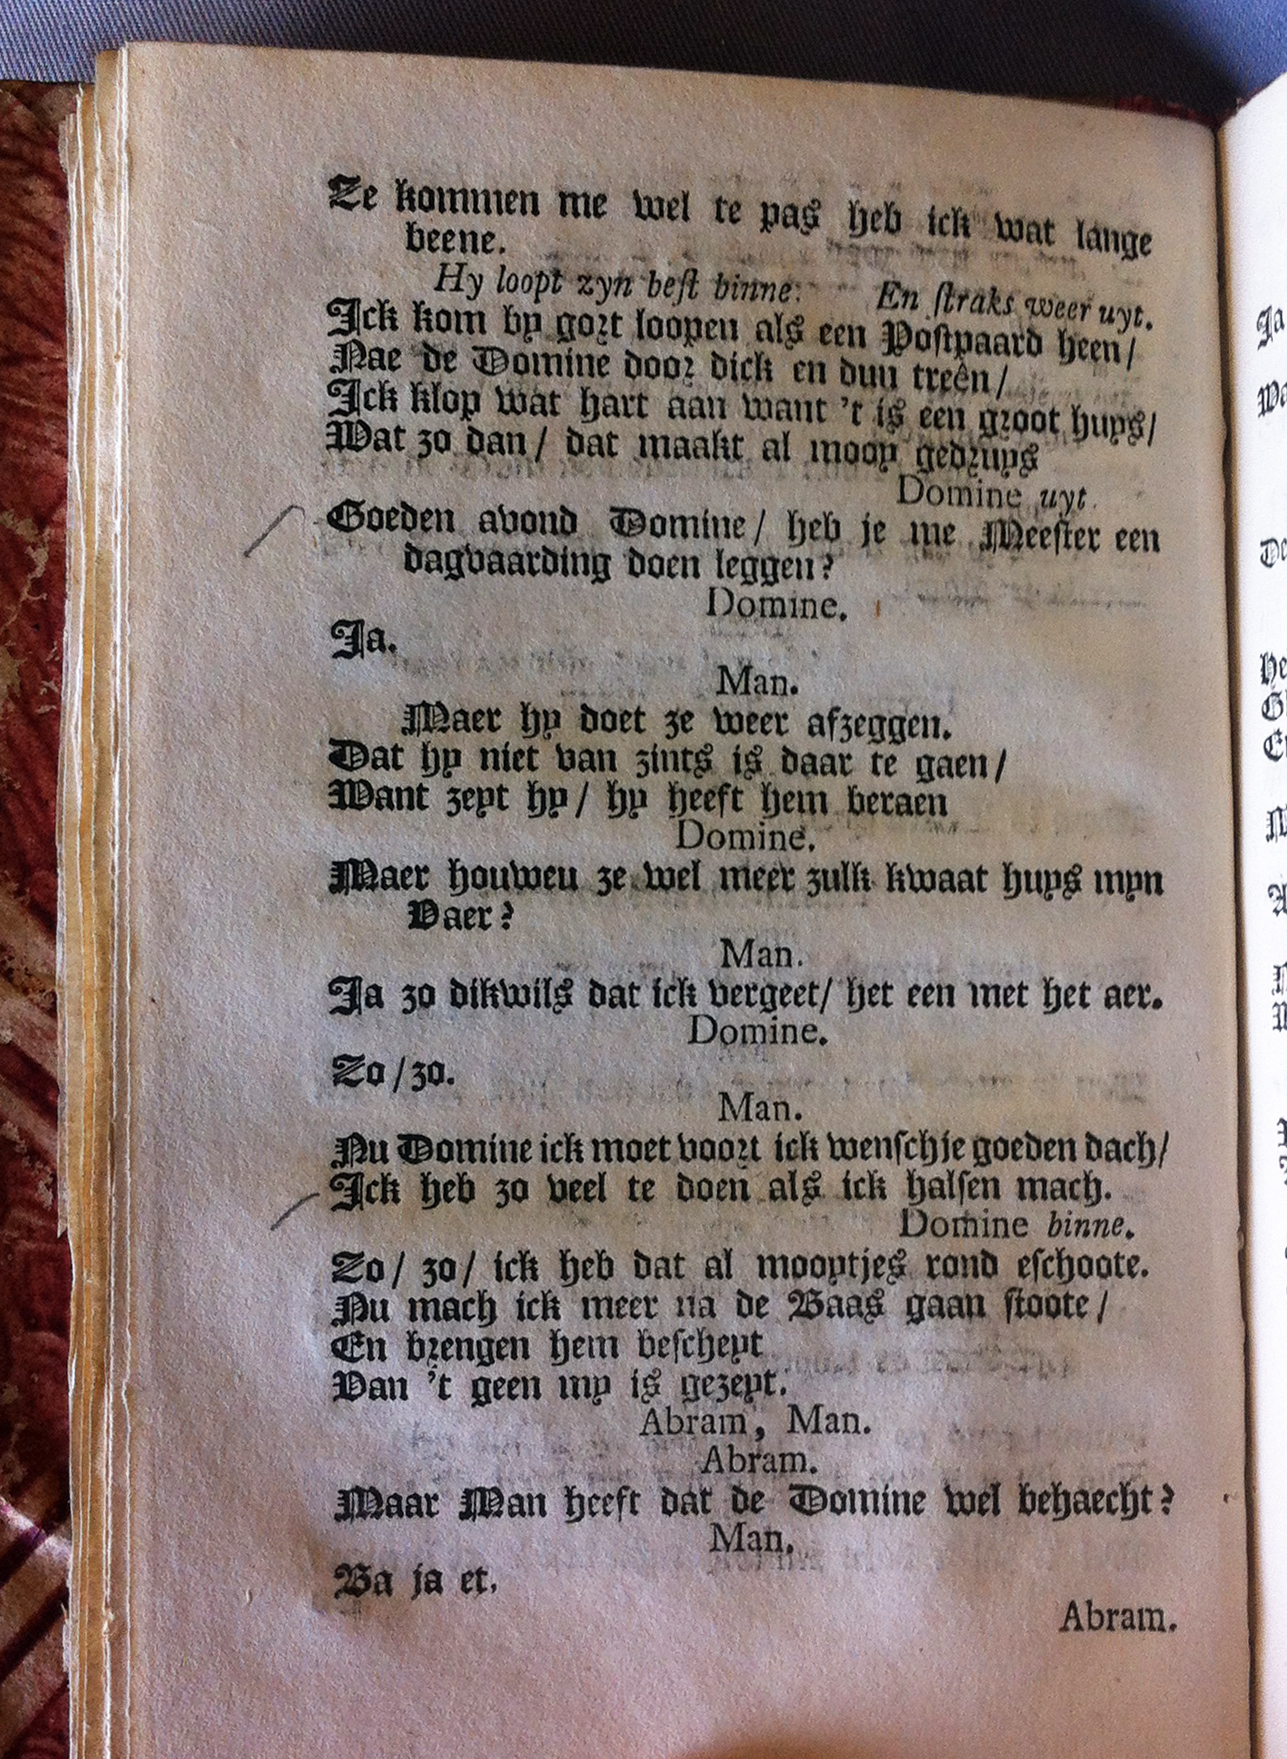 Ze kommen me wel te pas heb ick wat lange
beene.
Hy loopt zyn best binne. En straks weer uyt.
Ick kom by gort loopen als een Postpaard heen/
Nae de Domine door dick en dun treên/
Ick klop wat hart aan want 't is een groot huys/
Wat zo dan/ dat maakt al mooy gedruys
Domine uyt.
Goeden avond Domine/ heb je me Meester een
dagvaarding doen leggen?
Domine.
Ja.
Man.
Maer hy doet ze weer afzeggen.
Dat hy niet van zints is daar te gaen/
Want zeyt hy/ hy heeft hem beraen
Domine.
Maer houweu ze wel meer zulk kwaat huys myn
Vaer?
Man.
Ja zo dikwils dat ick vergeet/ het een met het aer.
Domine.
Zo/zo.
Man.
Nu Domine ick moet voort ick wensch je goeden dach/
Ick heb zo veel te doen als ick halsen mach.
Domine binne.
Zo/ zo/ ick heb dat al mooytjes rond eschoote.
Nu mach ick meer na de Baas gaan stoote/
En brengen hem bescheyt
Van 't geen my is gezeyt.
Abram, Man.
Abram.
Maar Man heeft dat de Domine wel behaecht?
Man.
Ba ja et.
Abram.